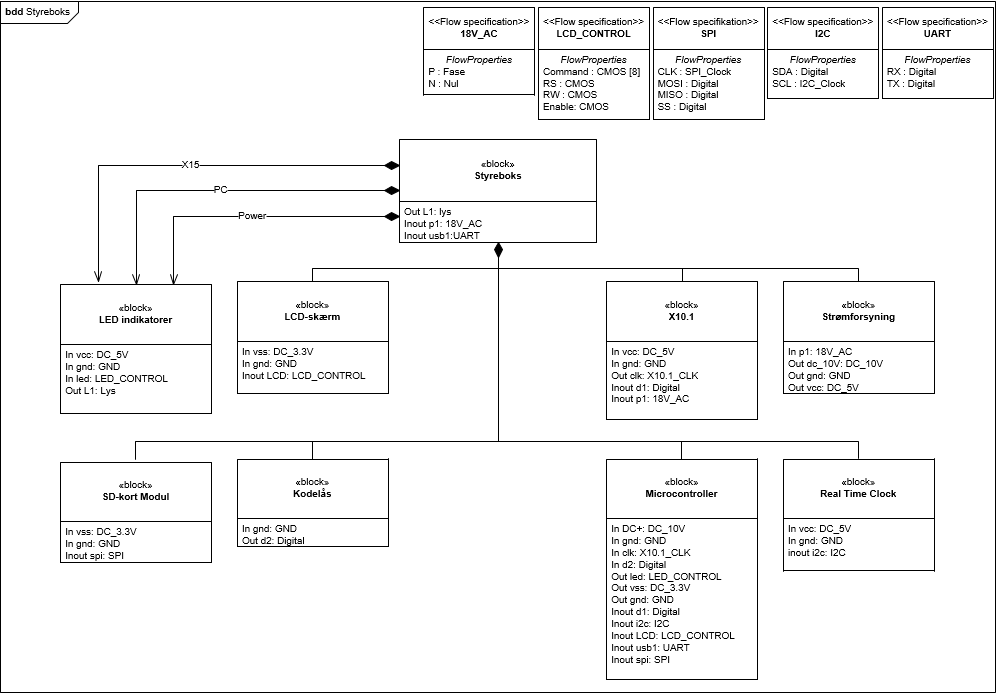 bdd Styreboks
<<Flow specification>>
18V_AC
FlowProperties
P : Fase
N : Nul
<<Flow specification>>
LCD_CONTROL
FlowProperties
Command : CMOS [8]
RS : CMOS
RW : CMOS
Enable: CMOS
<<Flow specifikation>>
SPI
FlowProperties
CLK : SPI_Clock
MOSI : Digital
MISO : Digital
SS : Digital
<<Flow specification>>
I2C
FlowProperties
SDA : Digital
SCL : I2C_Clock
<<Flow specification>>
UART
FlowProperties
RX : Digital
TX : Digital
«block»
Styreboks
Out L1: lys
Inout p1: 18V_AC
Inout usb1:UART
X15
PC
Power
«block»
LED indikatorer
In vcc: DC_5V
In gnd: GND
In led: LED_CONTROL
Out L1: Lys
«block»
LCD-skærm
In vss: DC_3.3V
In gnd: GND
Inout LCD: LCD_CONTROL
«block»
X10.1
In vcc: DC_5V
In gnd: GND
Out clk: X10.1_CLK
Inout d1: Digital
Inout p1: 18V_AC
«block»
Strømforsyning
In p1: 18V_AC
Out dc_10V: DC_10V
Out gnd: GND
Out vcc: DC_5V
«block»
SD-kort Modul
In vss: DC_3.3V
In gnd: GND
Inout spi: SPI
«block»
Kodelås
In gnd: GND
Out d2: Digital
«block»
Microcontroller
In DC+: DC_10V
In gnd: GND
In clk: X10.1_CLK
In d2: Digital
Out led: LED_CONTROL
Out vss: DC_3.3V
Out gnd: GND
Inout d1: Digital
Inout i2c: I2C
Inout LCD: LCD_CONTROL
Inout usb1: UART
Inout spi: SPI
«block»
Real Time Clock
In vcc: DC_5V
In gnd: GND
inout i2c: I2C